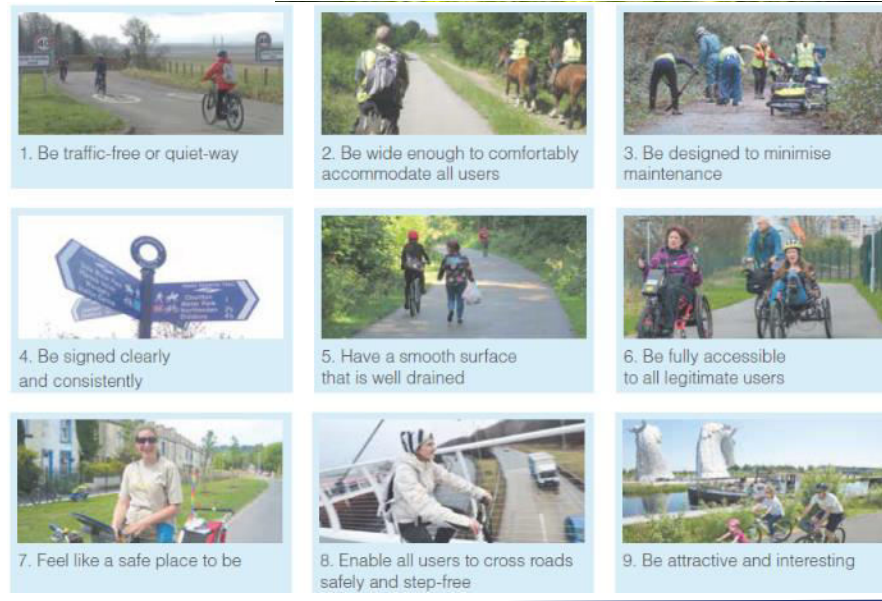 1. Be traffic-free or quiet-way
2. Be wide enough to comfortably
accommodate all users
3. Be designed to minimise
maintenance
4. Be signed clearly
and consistently
5. Have a smooth surface
that is well drained
6. Be fully accessible
to all legitimate users
7. Feel like a safe place to be
8. Enable all users to cross roads
safely and step-free
9. Be attractive and interesting